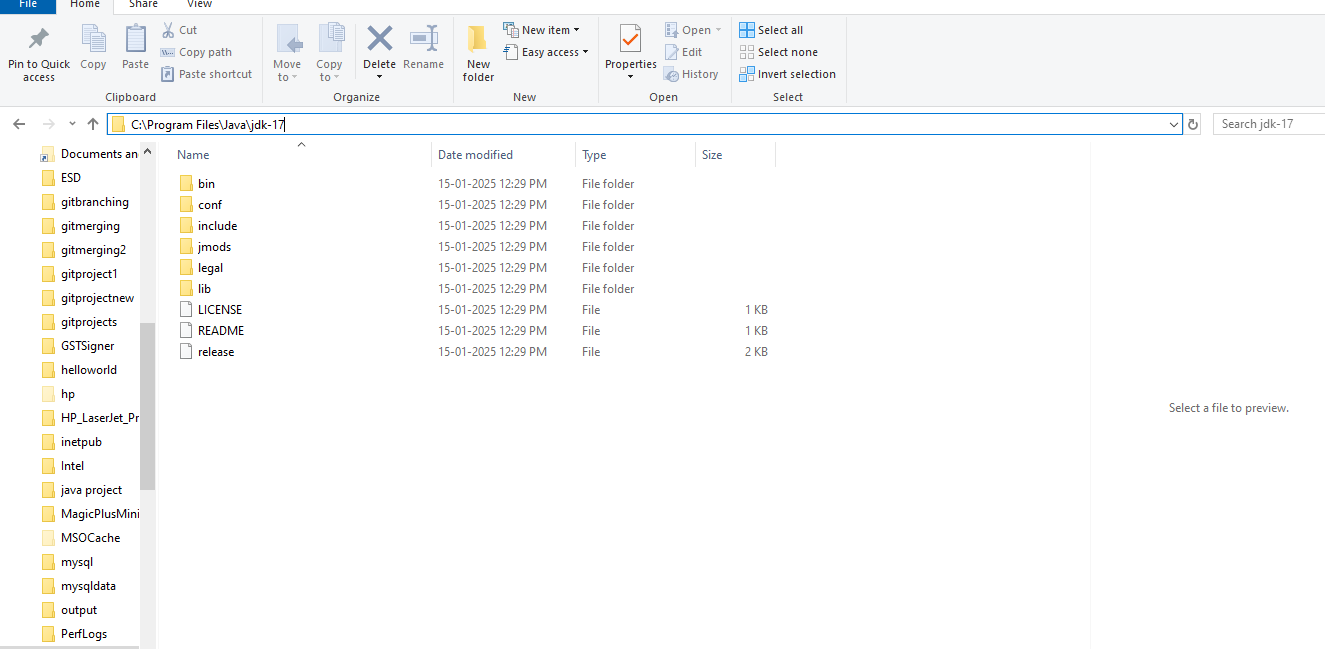 File Home Share View
Pin to Quick access
Copy
Paste
Cut
Copy path
Paste shortcut
Clipboard
Move to
Copy to
Delete
Rename
Organize
New folder
New item
Easy access
New
Properties
Open
Edit
History
Open
Select all
Select none
Invert selection
Select
C:\Program Files\Java\jdk-17
Search jdk-17
Documents an
ESD
gitbranching
gitmerging
gitmerging2
gitproject1
gitprojectnew
gitprojects
GSTSigner
helloworld
hp
HP_LaserJet_Pr
inetpub
Intel
java project
MagicPlusMini
MSOCache
mysql
mysqldata
output
PerfLogs
Name Date modified Type Size
bin 15-01-2025 12:29 PM File folder
conf 15-01-2025 12:29 PM File folder
include 15-01-2025 12:29 PM File folder
jmods 15-01-2025 12:29 PM File folder
legal 15-01-2025 12:29 PM File folder
lib 15-01-2025 12:29 PM File folder
LICENSE 15-01-2025 12:29 PM File 1 KB
README 15-01-2025 12:29 PM File 1 KB
release 15-01-2025 12:29 PM File 2 KB
Select a file to preview.